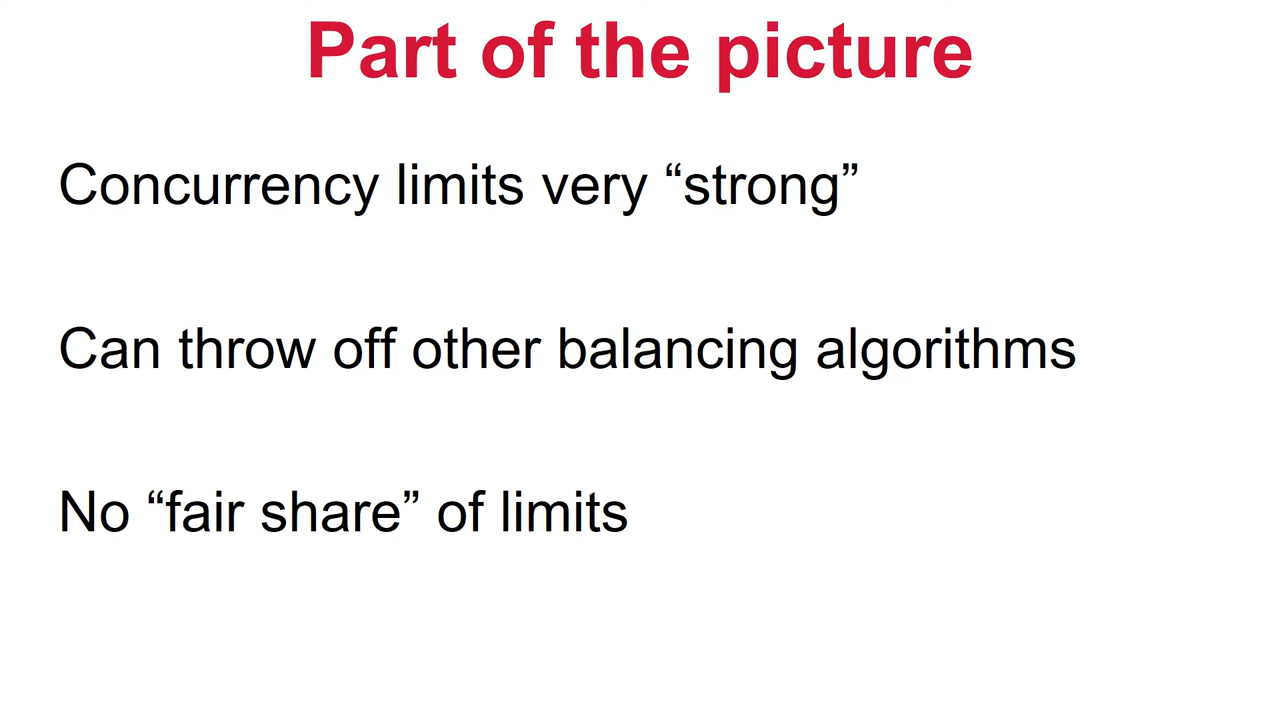 Part of the picture
Concurrency limits very “strong”
Can throw off other balancing algorithms
No “fair share” of limits